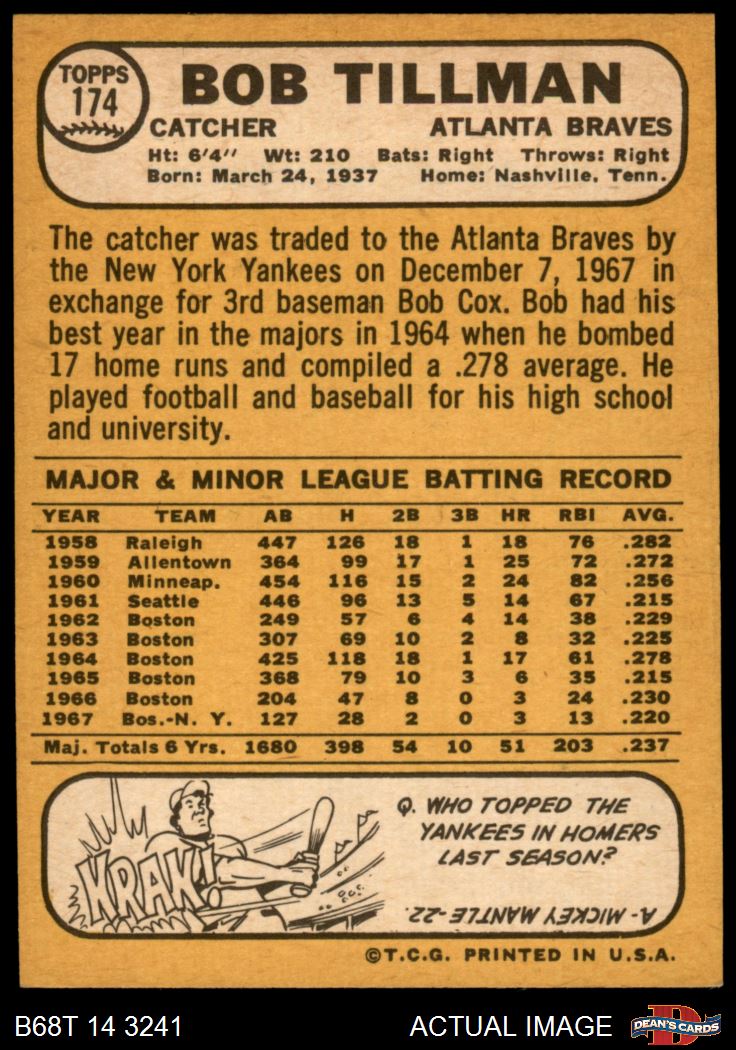 TOPPS
174
BOB TILLMAN
CATCHER ATLANTA BRAVES
Ht: 6'4'' Wt: 210 Bats: Right Throws: Right
Born: March 24, 1937 Home: Nashville, Tenn.
The catcher was traded to the Atlanta Braves by
the New York Yankees on December 7, 1967 in
exchange for 3rd baseman Bob Cox. Bob had his
best year in the majors in 1964 when he bombed
17 home runs and compiled a .278 average. He
played football and baseball for his high school
and university.
MAJOR & MINOR LEAGUE BATTING RECORD
YEAR TEAM AB H 2B 3B HR RBI AVG.
1958 Raleigh 447 126 18 1 18 76 .282
1959 Allentown 364 99 17 1 25 72 .272
1960 Minneap. 454 116 15 2 24 82 .256
1961 Seattle 446 96 13 5 14 67 .215
1962 Boston 249 57 6 4 14 38 .229
1963 Boston 307 69 10 2 8 32 .225
1964 Boston 425 118 18 1 17 61 .278
1965 Boston 368 79 10 3 6 35 .215
1966 Boston 204 47 8 0 3 24 .230
1967 Bos.-N. Y. 127 28 2 0 3 13 .220
Maj. Totals 6 Yrs. 1680 398 54 10 51 203 .237
KRAK!
Q. WHO TOPPED THE
YANKEES IN HOMERS
LAST SEASON?
A- MICKEY MANTLE-22.
©T.C.G. PRINTED IN U.S.A.
B68T 14 3241 ACTUAL IMAGE
D
DEAN'S CARDS